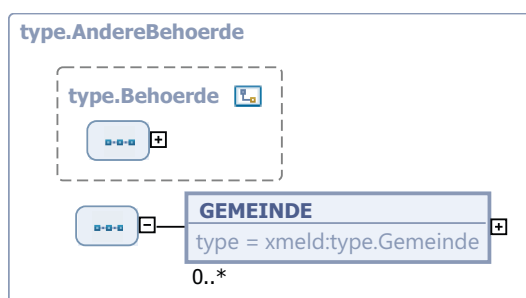 type.AndereBehoerde
type.Behoerde
GEMEINDE
type = xmeld:type.Gemeinde
0..*